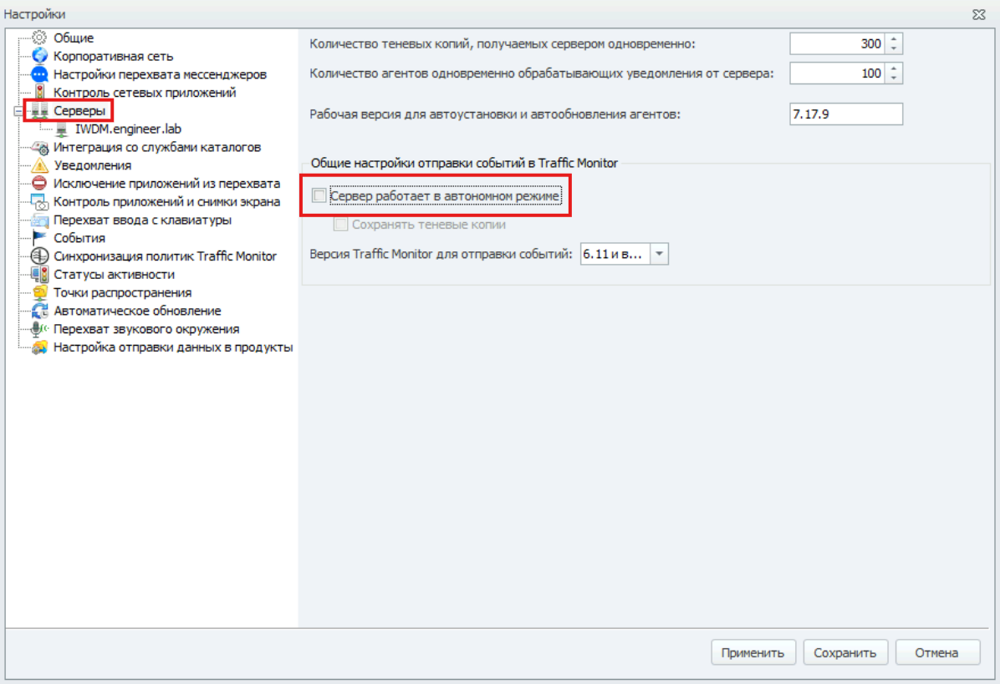 Настройки
Общие
Корпоративная сеть
Настройки перехвата мессенджеров
Контроль сетевых приложений
Серверы
IWDM.engineer.lab
Интеграция со службами каталогов
Уведомления
Исключение приложений из перехвата
Контроль приложений и снимки экрана
Перехват ввода с клавиатуры
События
Синхронизация политик Traffic Monitor
Статусы активности
Точки распространения
Автоматическое обновление
Перехват звукового окружения
Настройка отправки данных в продукты
Количество теневых копий, получаемых сервером одновременно: 300
Количество агентов одновременно обрабатывающих уведомления от сервера: 100
Рабочая версия для автоустановки и автообновления агентов: 7.17.9
Общие настройки отправки событий в Traffic Monitor
Сервер работает в автономном режиме
Сохранять теневые копии
Версия Traffic Monitor для отправки событий: 6.11 и в...
Применить Сохранить Отмена